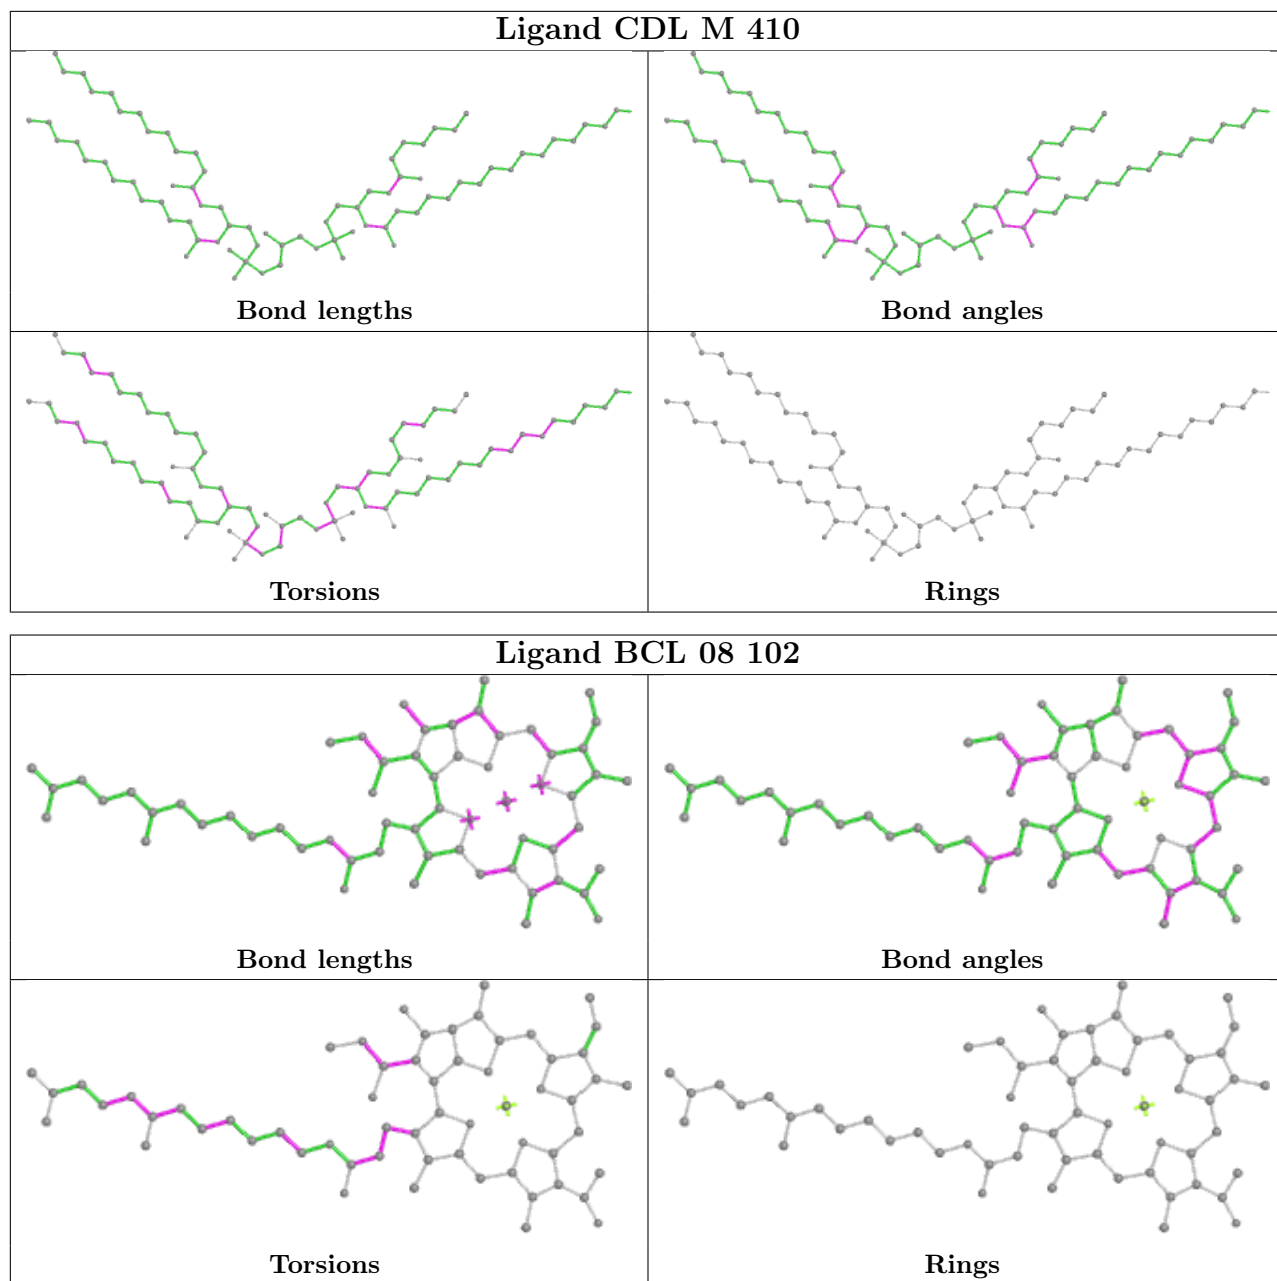 Ligand CDL M 410
Bond lengths
Bond angles
Torsions
Rings
Ligand BCL 08 102
Bond lengths
Bond angles
Torsions
Rings